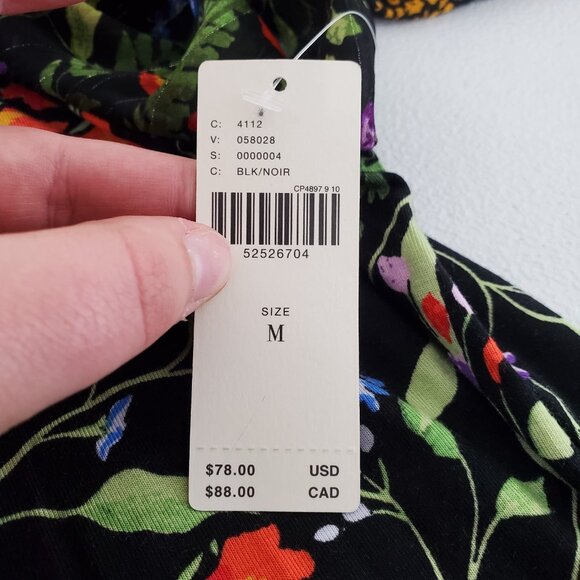 C: 4112
V: 058028
S: 0000004
C: BLK/NOIR
CP4897 9 10
52526704
SIZE
M
$78.00 USD
$88.00 CAD